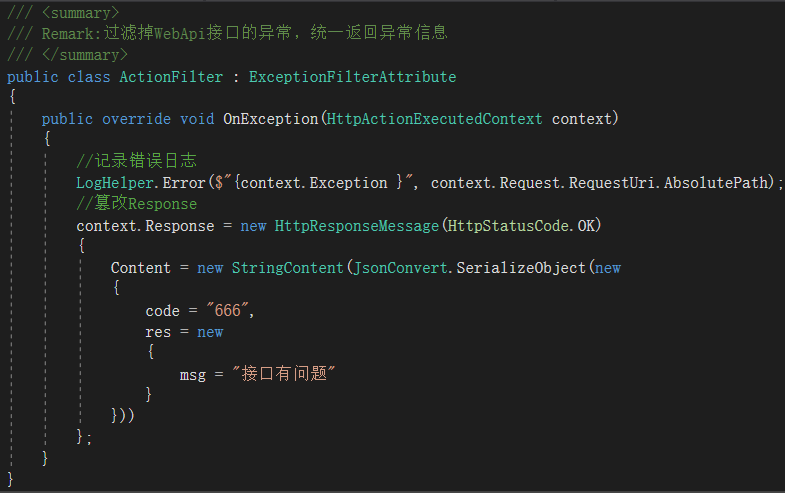 /// <summary>
/// Remark:过滤掉WebApi接口的异常，统一返回异常信息
/// </summary>
public class ActionFilter : ExceptionFilterAttribute
{
public override void OnException(HttpActionExecutedContext context)
{
//记录错误日志
LogHelper.Error($"{context.Exception }", context.Request.RequestUri.AbsolutePath);
//篡改Response
context.Response = new HttpResponseMessage(HttpStatusCode.OK)
{
Content = new StringContent(JsonConvert.SerializeObject(new
{
code = "666",
res = new
{
msg = "接口有问题"
}
}))
};
}
}